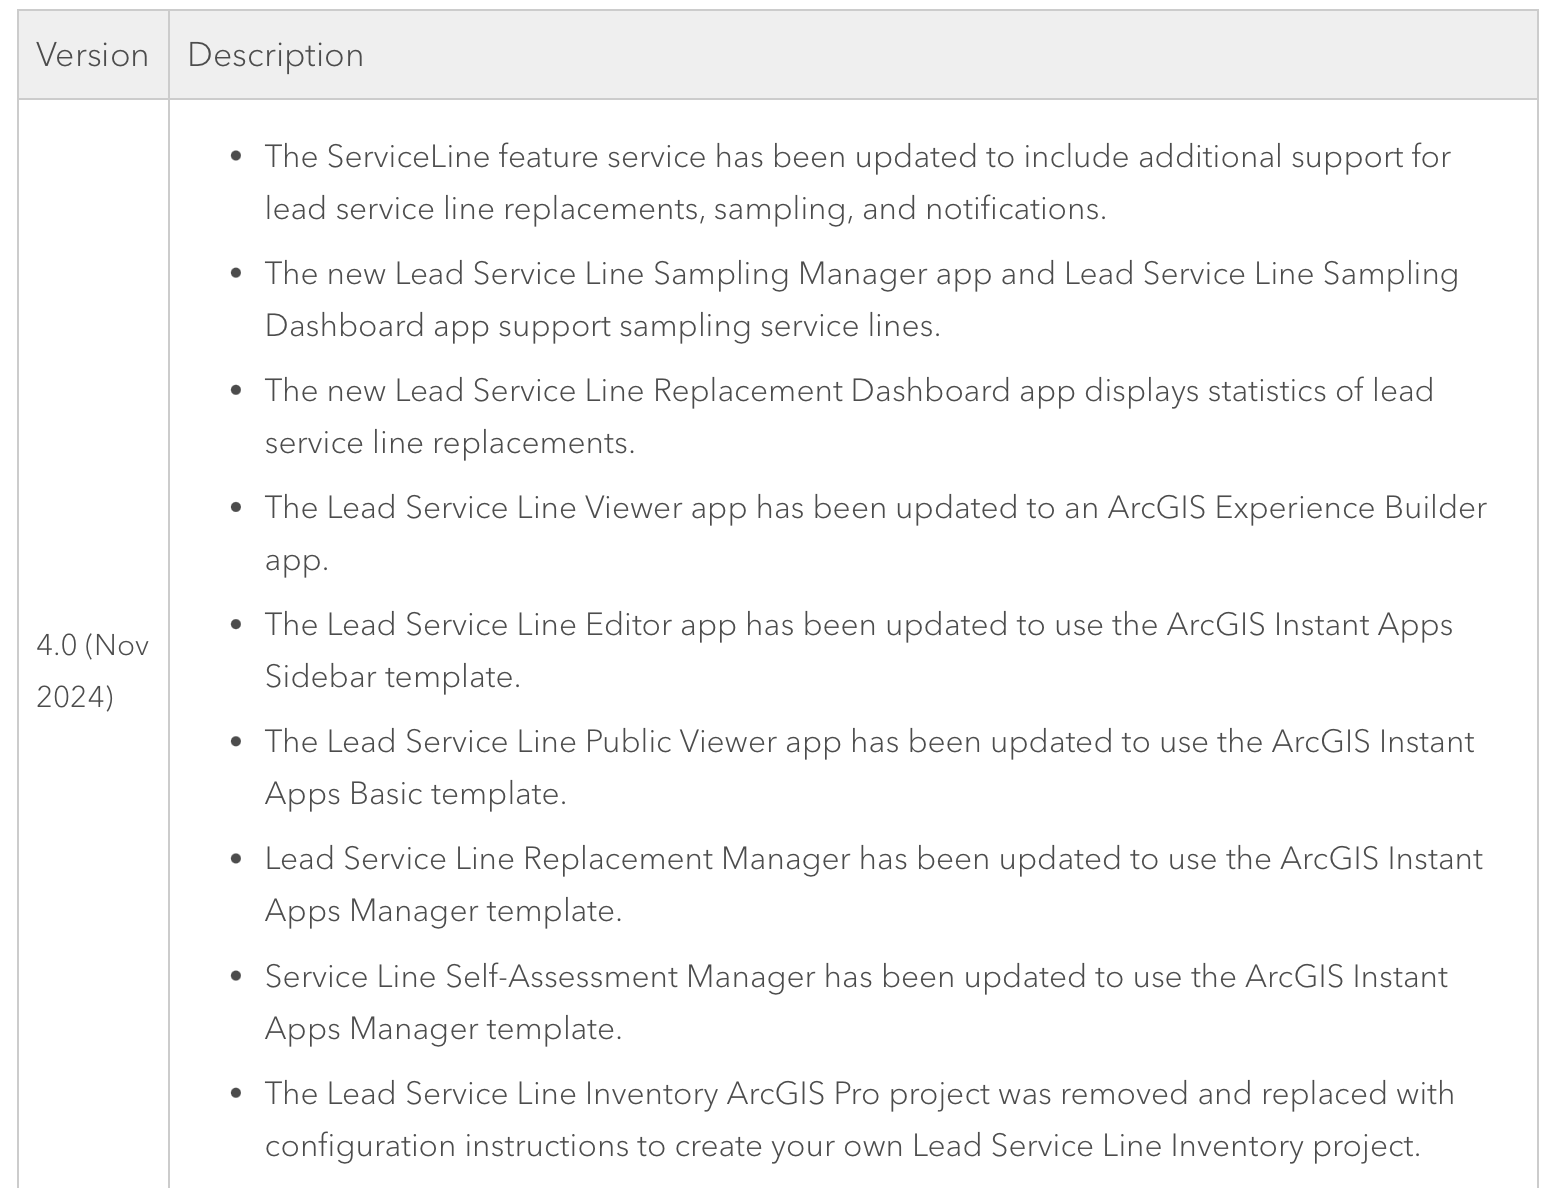 Version
Description
4.0 (Nov
2024)
• The ServiceLine feature service has been updated to include additional support for
lead service line replacements, sampling, and notifications.
• The new Lead Service Line Sampling Manager app and Lead Service Line Sampling
Dashboard app support sampling service lines.
• The new Lead Service Line Replacement Dashboard app displays statistics of lead
service line replacements.
• The Lead Service Line Viewer app has been updated to an ArcGIS Experience Builder
app.
• The Lead Service Line Editor app has been updated to use the ArcGIS Instant Apps
Sidebar template.
• The Lead Service Line Public Viewer app has been updated to use the ArcGIS Instant
Apps Basic template.
• Lead Service Line Replacement Manager has been updated to use the ArcGIS Instant
Apps Manager template.
• Service Line Self-Assessment Manager has been updated to use the ArcGIS Instant
Apps Manager template.
• The Lead Service Line Inventory ArcGIS Pro project was removed and replaced with
configuration instructions to create your own Lead Service Line Inventory project.